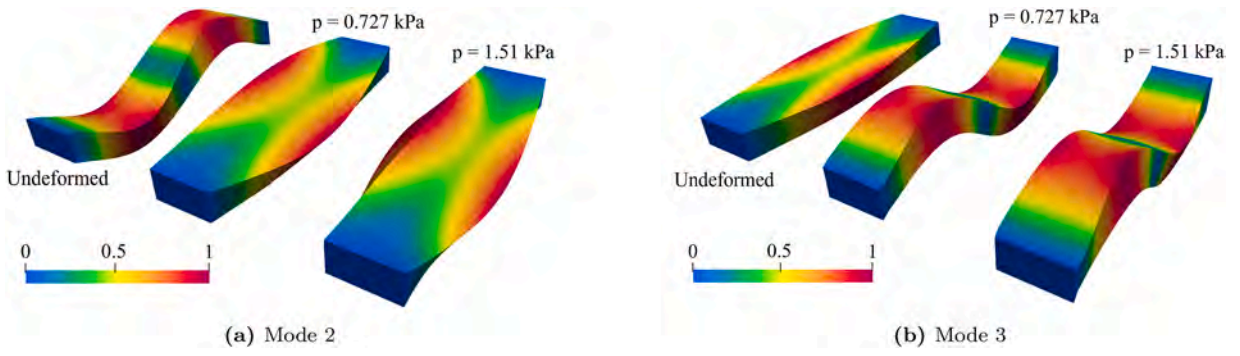 p = 0.727 kPa
p = 1.51 kPa
Undeformed
0 0.5 1
(a) Mode 2
p = 0.727 kPa
p = 1.51 kPa
Undeformed
0 0.5 1
(b) Mode 3